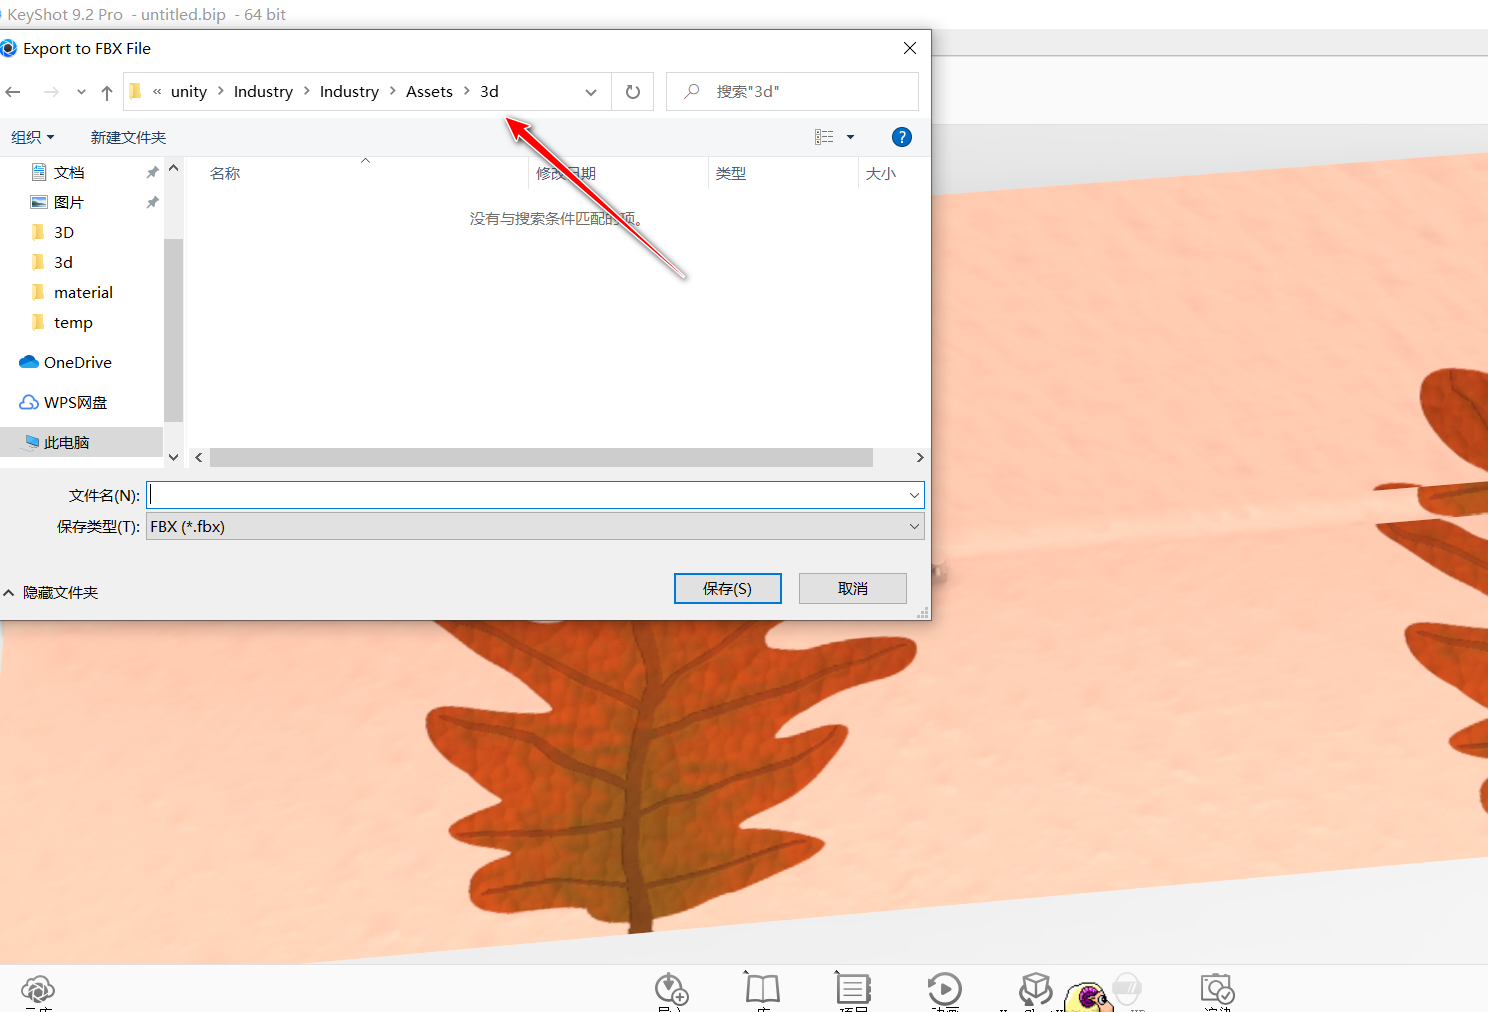 KeyShot 9.2 Pro - untitled.bip - 64 bit
Export to FBX File
« unity > Industry > Industry > Assets > 3d
搜索"3d"
组织
新建文件夹
名称
修改日期
类型
大小
没有与搜索条件匹配的项。
文档
图片
3D
3d
material
temp
OneDrive
WPS网盘
此电脑
文件名(N):
保存类型(T): FBX (*.fbx)
隐藏文件夹
保存(S)
取消